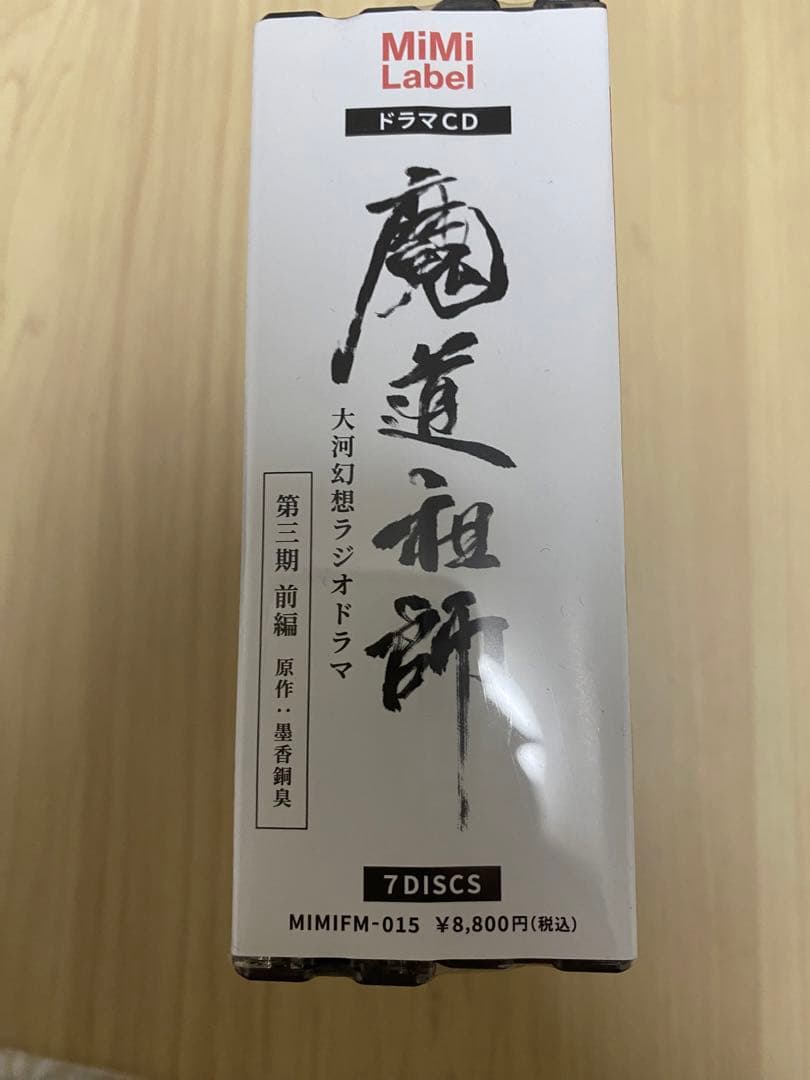 MiMi
Label
ドラマCD
魔道祖師
大河幻想ラジオドラマ
第三期 前編 原作：墨香銅臭
7DISCS
MIMIFM-015 ¥8,800円(税込)